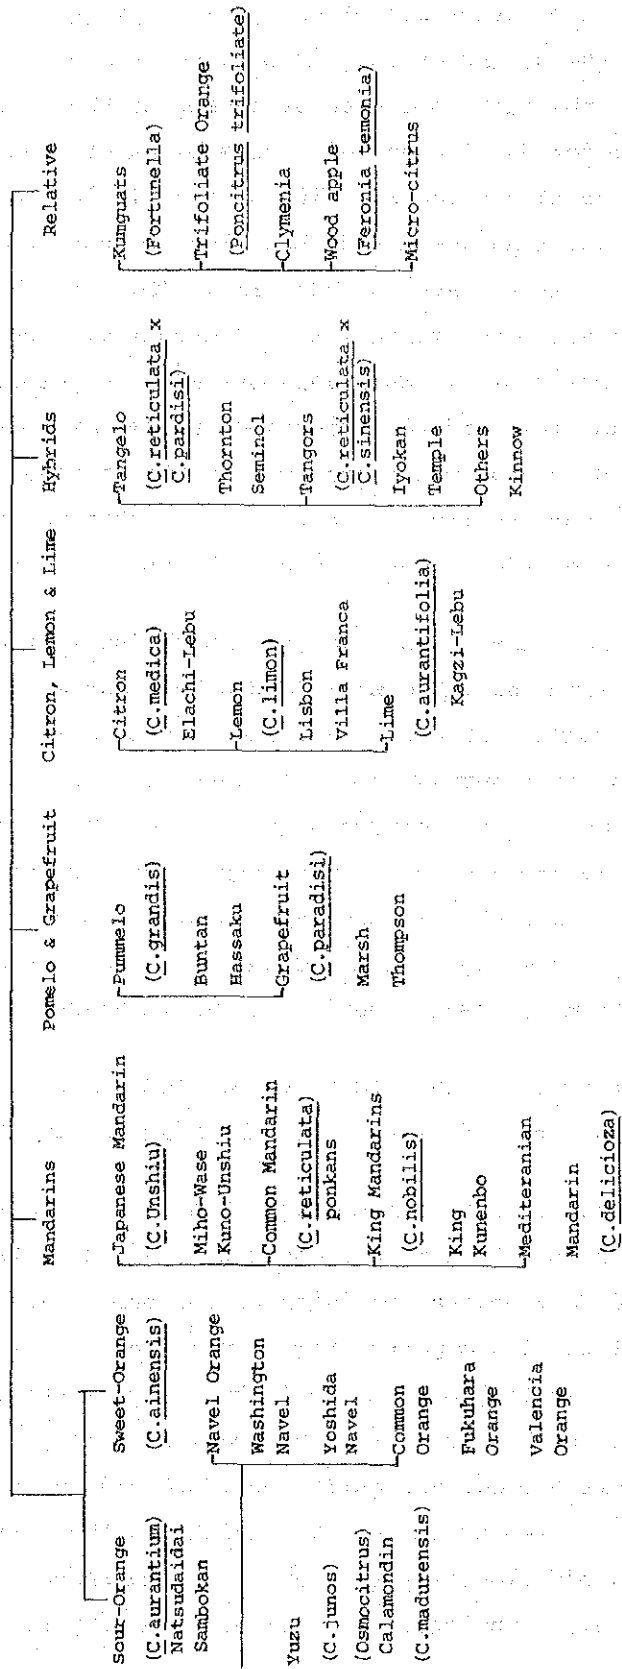 Sour-Orange
(C.aurantium)
Natsudaidai
Sambokan
Yuzu
(C.junos)
(Osmocitrus)
Calamondin
(C.madurensis)
Sweet-Orange
(C.ainensis)
Navel Orange
Washington
Navel
Yoshida
Navel
Common
Orange
Fukuhara
Orange
Valencia
Orange
Mandarins
Japanese Mandarin
(C.Unshiu)
Miho-Wase
Kuno-Unshiu
Common Mandarin
(C.reticulata)
ponkans
King Mandarins
(C.nobilis)
King
Kunenbo
Mediteranian
Mandarin
(C.delicioza)
Pomelo & Grapefruit
Pummelo
(C.grandis)
Buntan
Hassaku
Grapefruit
(C.paradisi)
Marsh
Thompson
Citron, Lemon & Lime
Citron
(C.medica)
Elachi-Lebu
Lemon
(C.limon)
Lisbon
Villa Franca
Lime
(C.aurantifolia)
Kagzi-Lebu
Hybrids
Tangelo
(C.reticulata x
C.pardisi)
Thornton
Seminol
Tangors
(C.reticulata x
C.sinensis)
Iyokan
Temple
Others
Kinnow
Relative
Kumguats
(Fortunella)
Trifoliate Orange
(Poncitrus trifoliate)
Clymenia
Wood apple
(Feronia temonia)
Micro-citrus